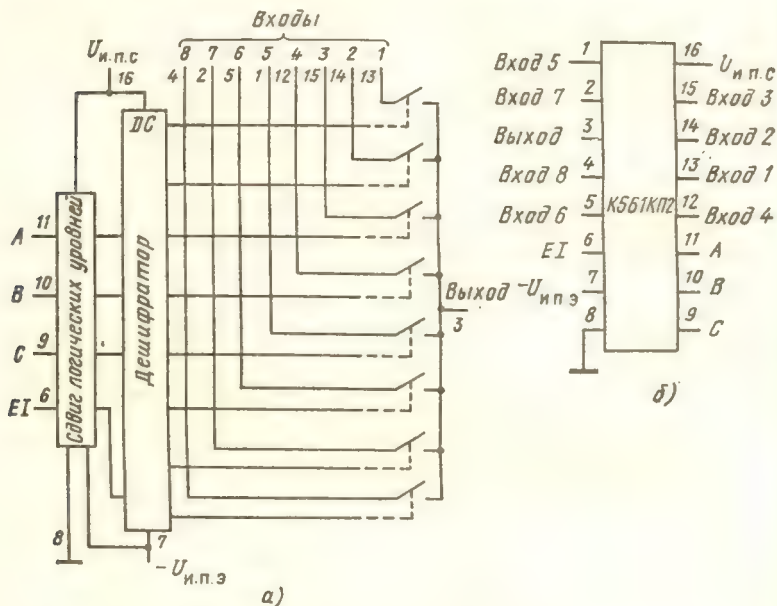 Входы
U и.п.с
16
8 7 6 5 4 3 2 1
4 2 5 1 12 15 14 13
DC
Дешифратор
Сдвиг логических уровней
A 11
B 10
C 9
EI 6
Выход
3
8
7
-U и.п.э
а)
1
Вход 5
2
Вход 7
3
Выход
4
Вход 8
5
Вход 6
6
EI
7
-U и.п.э
8
К561КП2
16
U и.п.с
15
Вход 3
14
Вход 2
13
Вход 1
12
Вход 4
11
A
10
B
9
C
б)